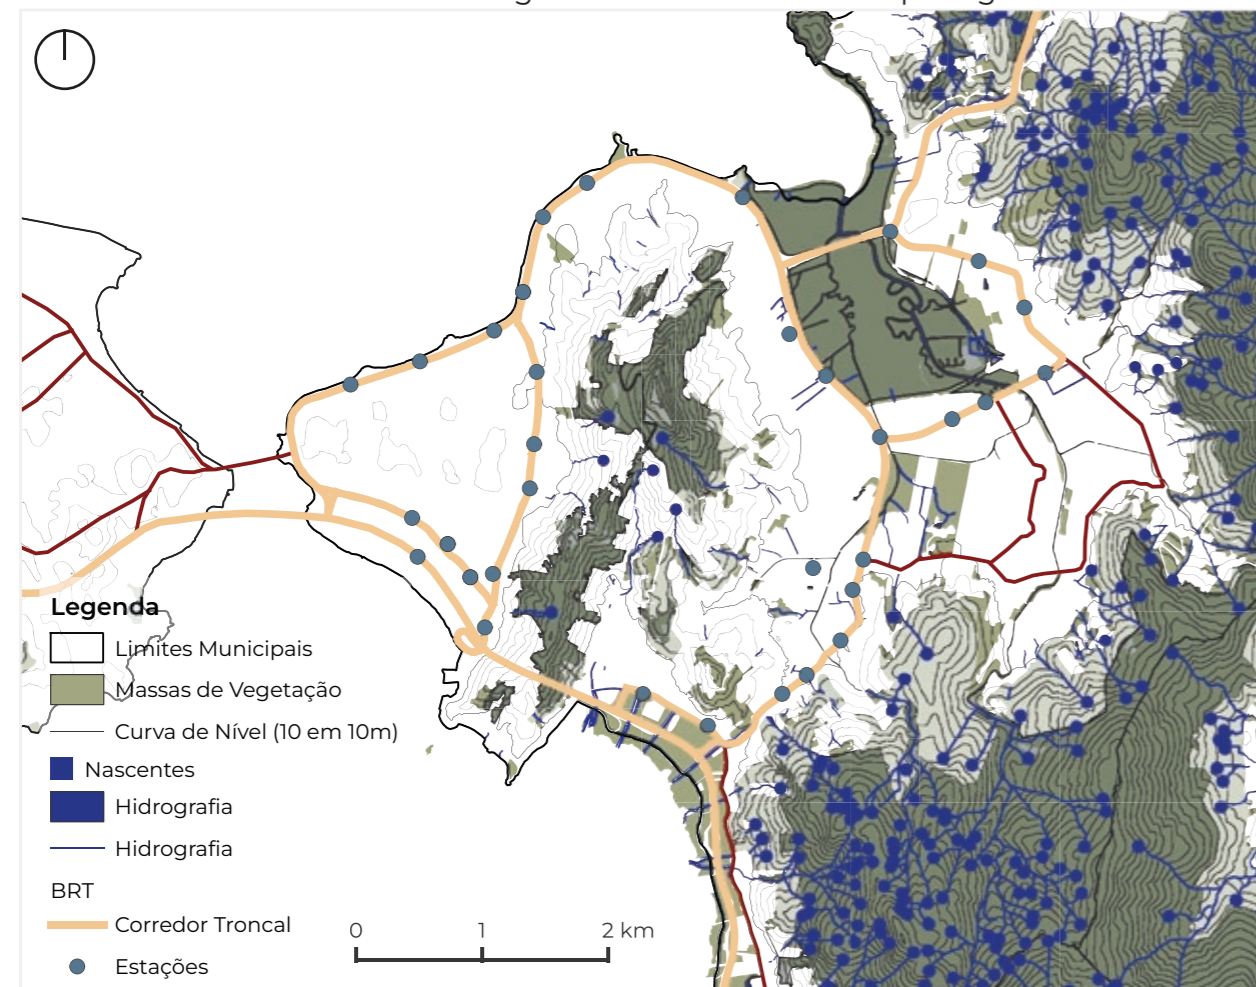 Legenda
Limites Municipais
Massas de Vegetação
Curva de Nível (10 em 10m)
Nascentes
Hidrografia
Hidrografia
BRT
Corredor Troncal
Estações
0 1 2 km